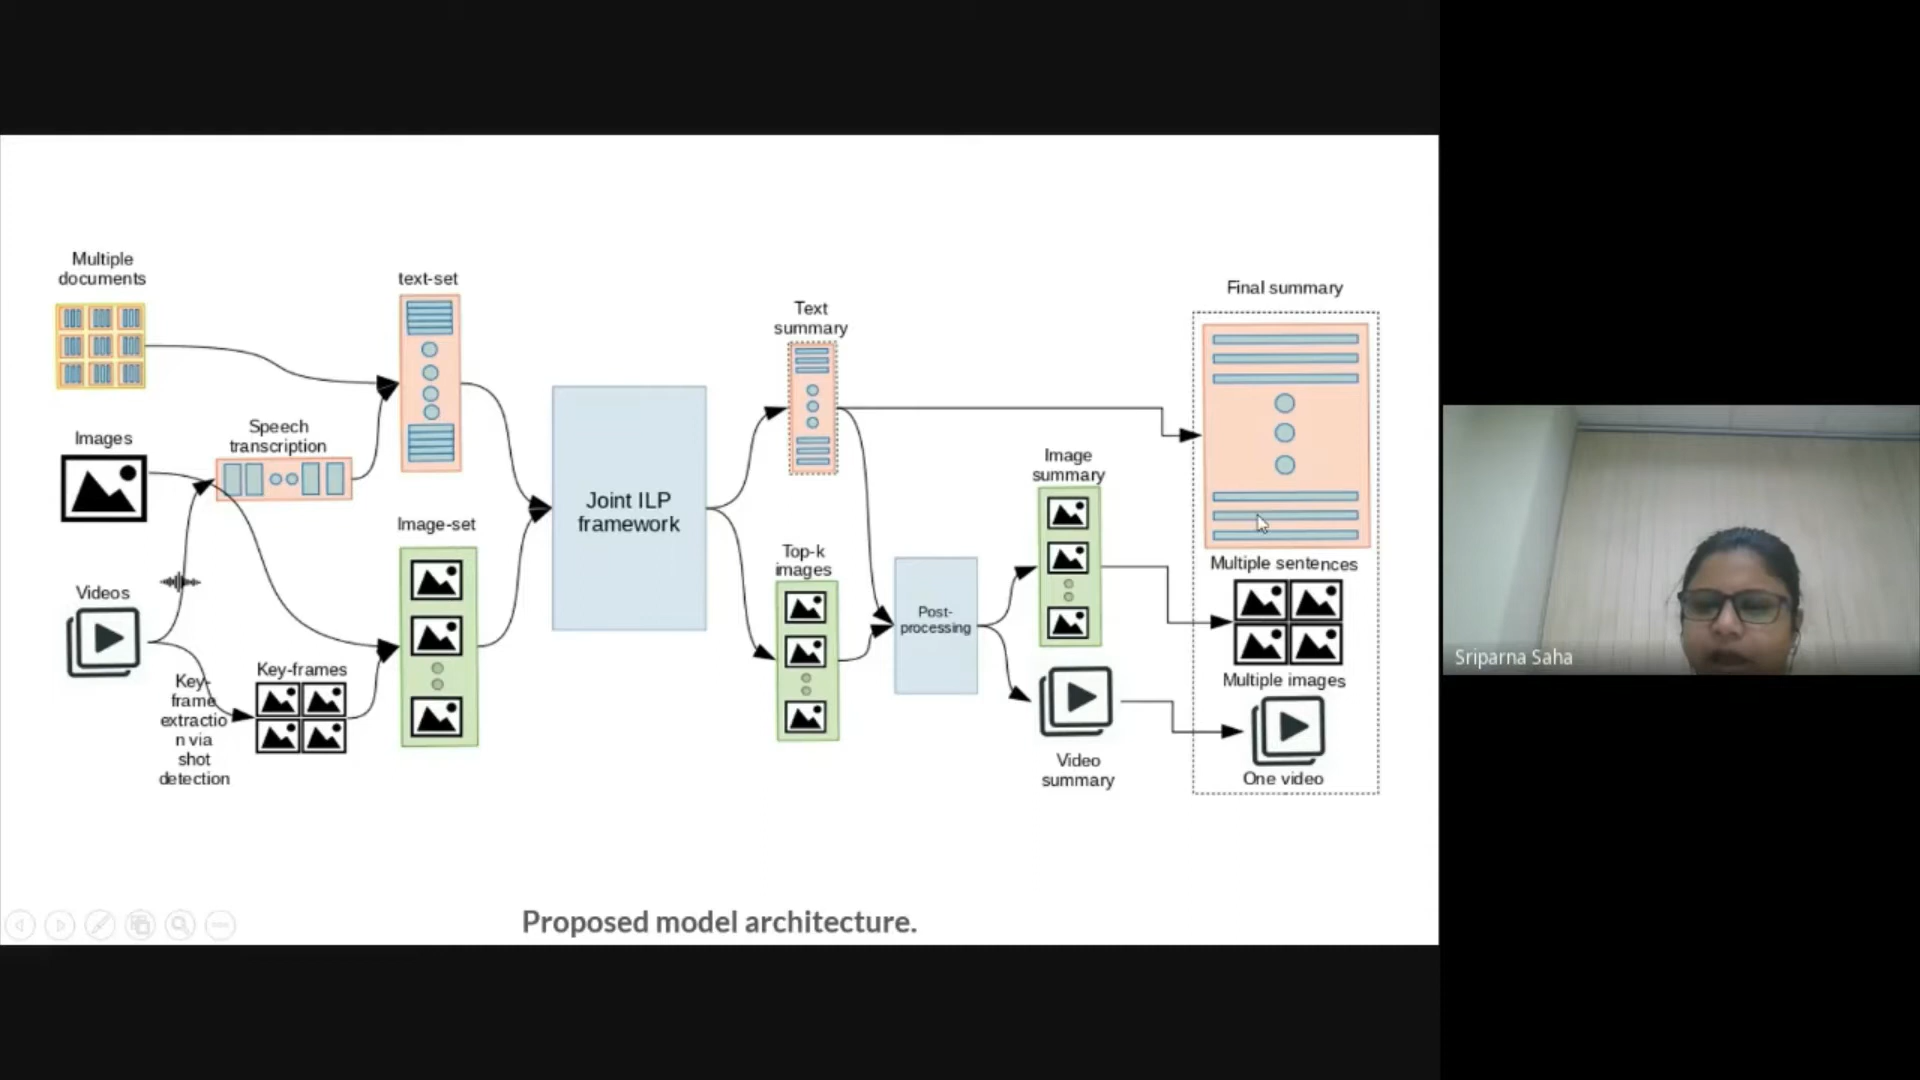 Multiple
documents
text-set
Images
Speech
transcription
Image-set
Videos
Key-
frame
extractio
n via
shot
detection
Key-frames
Joint ILP
framework
Text
summary
Top-k
images
Post-
processing
Image
summary
Video
summary
Final summary
Multiple sentences
Multiple images
One video
Proposed model architecture.
Sriparna Saha